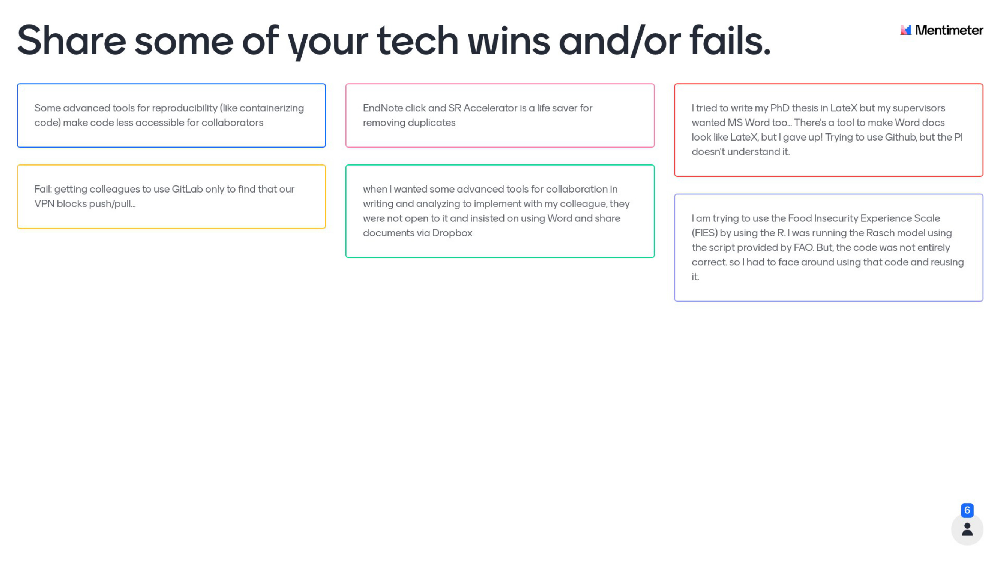 Share some of your tech wins and/or fails.
Mentimeter
Some advanced tools for reproducibility (like containerizing
code) make code less accessible for collaborators
EndNote click and SR Accelerator is a life saver for
removing duplicates
I tried to write my PhD thesis in LateX but my supervisors
wanted MS Word too... There's a tool to make Word docs
look like LateX, but I gave up! Trying to use Github, but the PI
doesn't understand it.
Fail: getting colleagues to use GitLab only to find that our
VPN blocks push/pull...
when I wanted some advanced tools for collaboration in
writing and analyzing to implement with my colleague, they
were not open to it and insisted on using Word and share
documents via Dropbox
I am trying to use the Food Insecurity Experience Scale
(FIES) by using the R. I was running the Rasch model using
the script provided by FAO. But, the code was not entirely
correct. so I had to face around using that code and reusing
it.
6